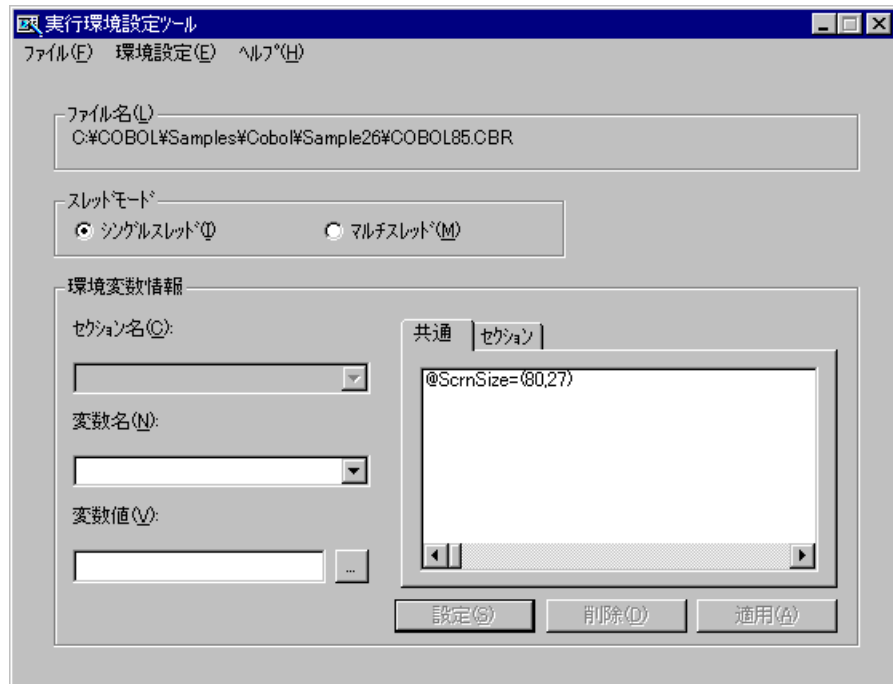 実行環境設定ツール
ファイル(F) 環境設定(E) ヘルプ(H)
ファイル名(L)
C:¥COBOL¥Samples¥Cobol¥Sample26¥COBOL85.CBR
スレッドモード
シングルスレッド(I) マルチスレッド(M)
環境変数情報
セクション名(C):
共通 セクション
@ScrnSize=(80,27)
変数名(N):
変数値(V):
...
設定(S) 削除(D) 適用(A)